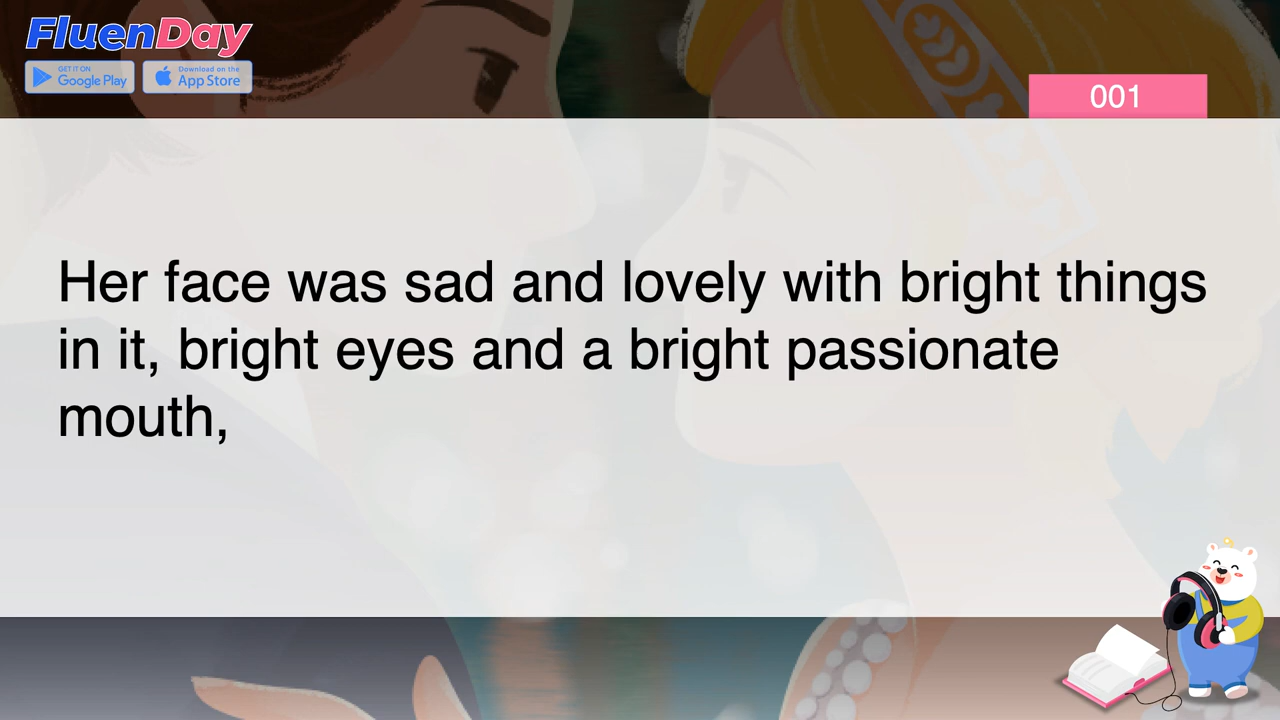 FluenDay
GET IT ON
Google Play
Download on the
App Store
001
Her face was sad and lovely with bright things
in it, bright eyes and a bright passionate
mouth,